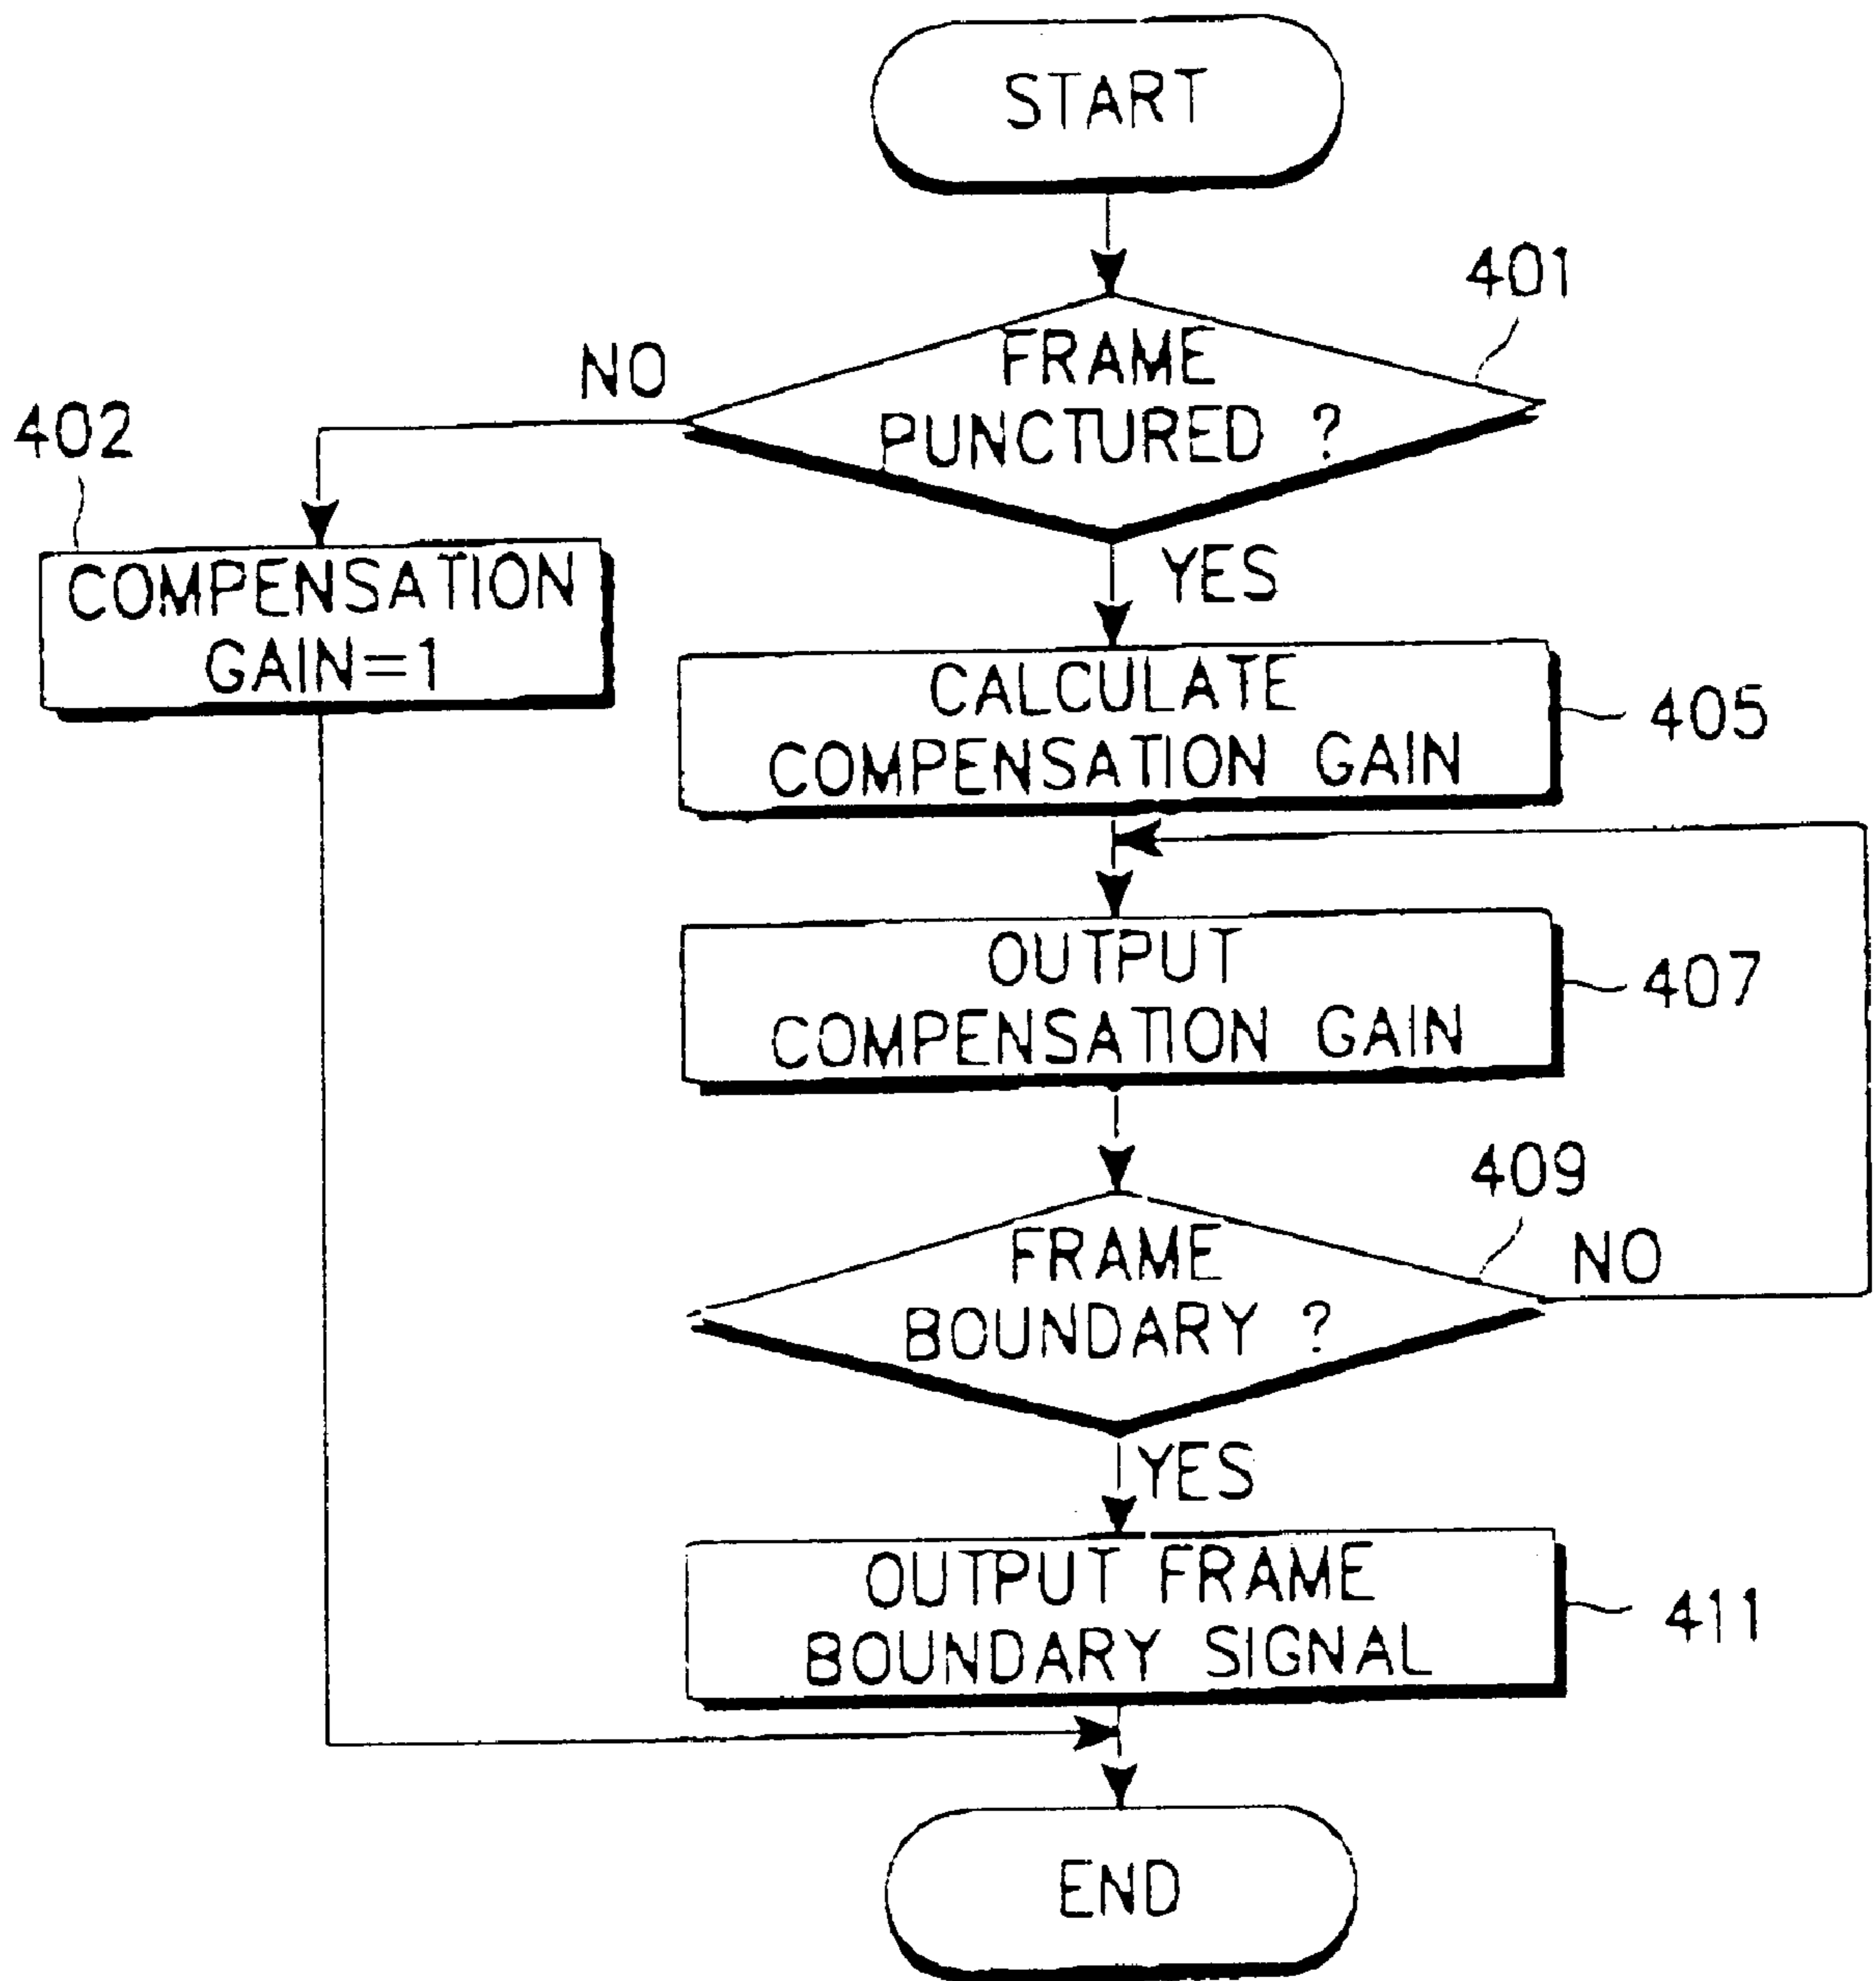 START
401
FRAME
PUNCTURED ?
NO
402
COMPENSATION
GAIN=1
YES
CALCULATE
COMPENSATION GAIN
405
OUTPUT
COMPENSATION GAIN
407
409
FRAME
BOUNDARY ?
NO
YES
OUTPUT FRAME
BOUNDARY SIGNAL
411
END